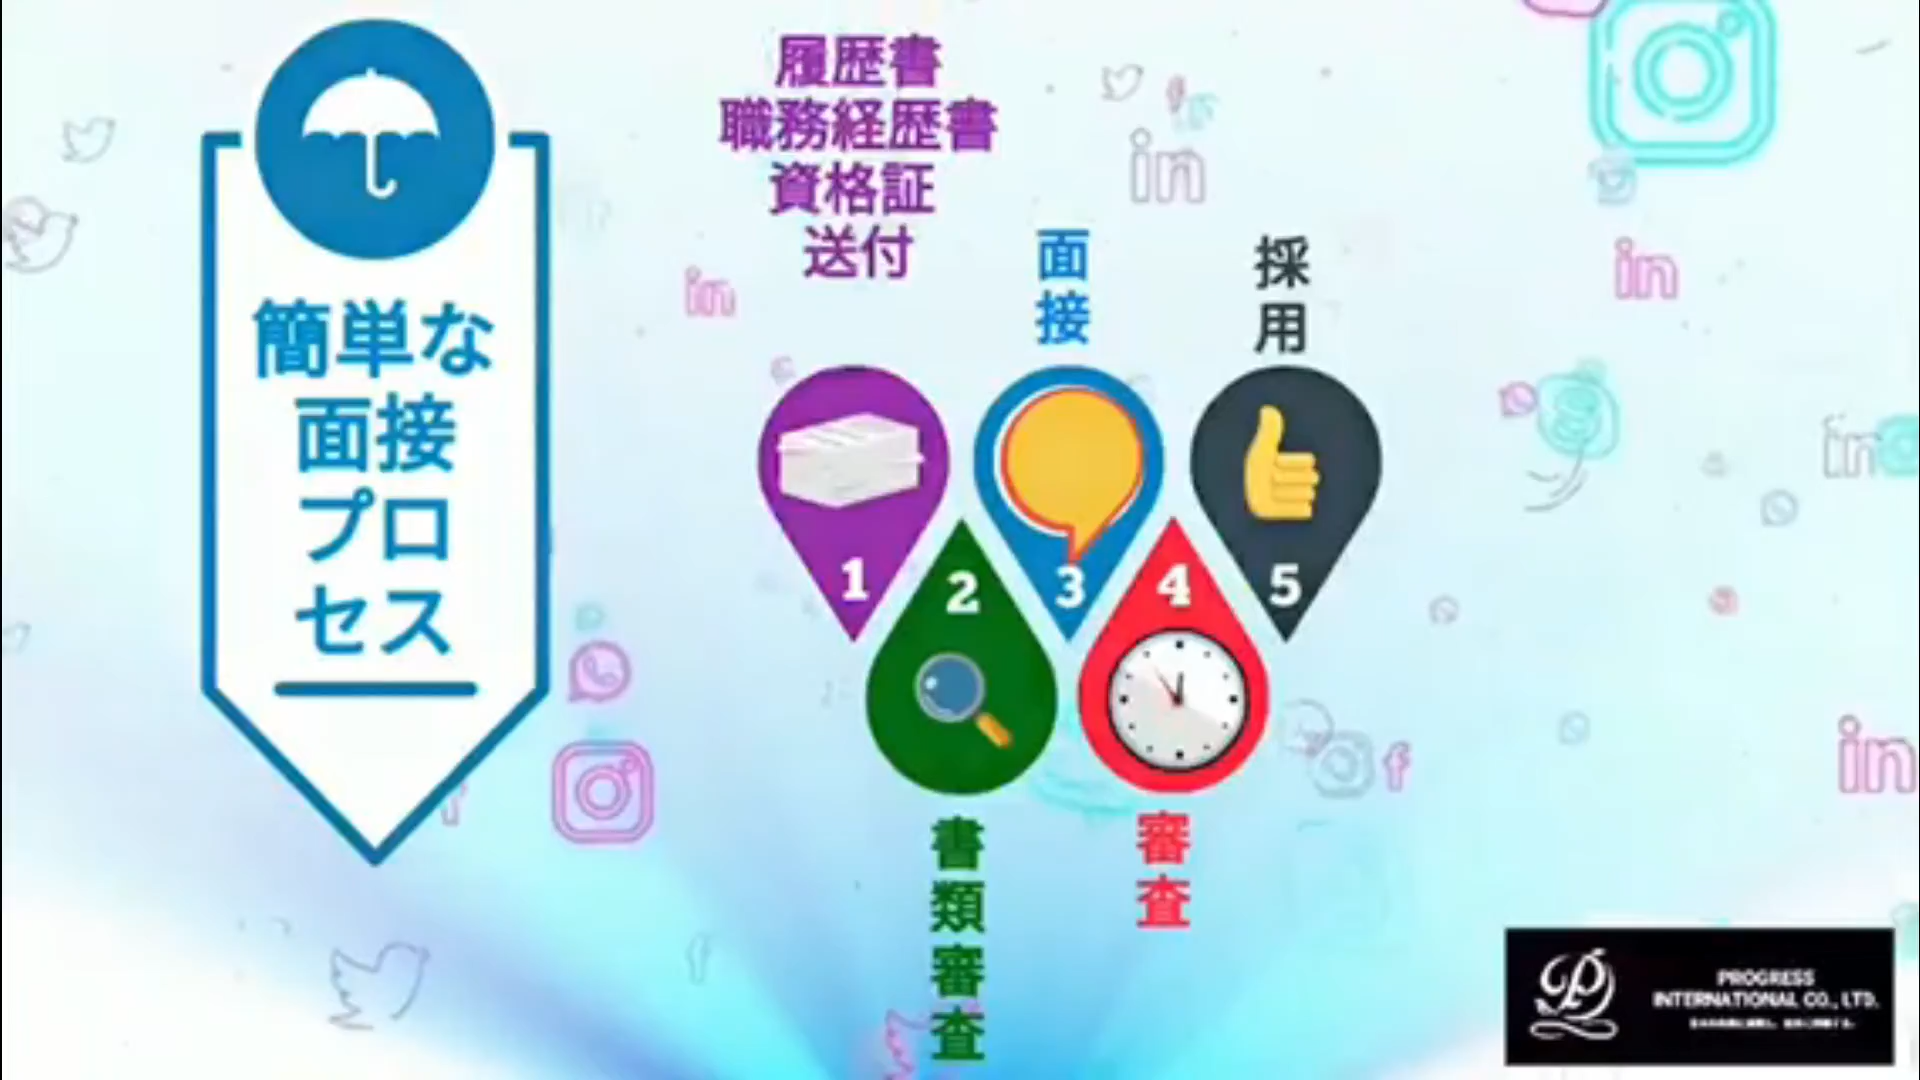 簡単な
面接
プロ
セス
履歴書
職務経歴書
資格証
送付
面接
採用
1
2
3
4
5
書類審査
審査
PROGRESS
INTERNATIONAL CO., LTD.